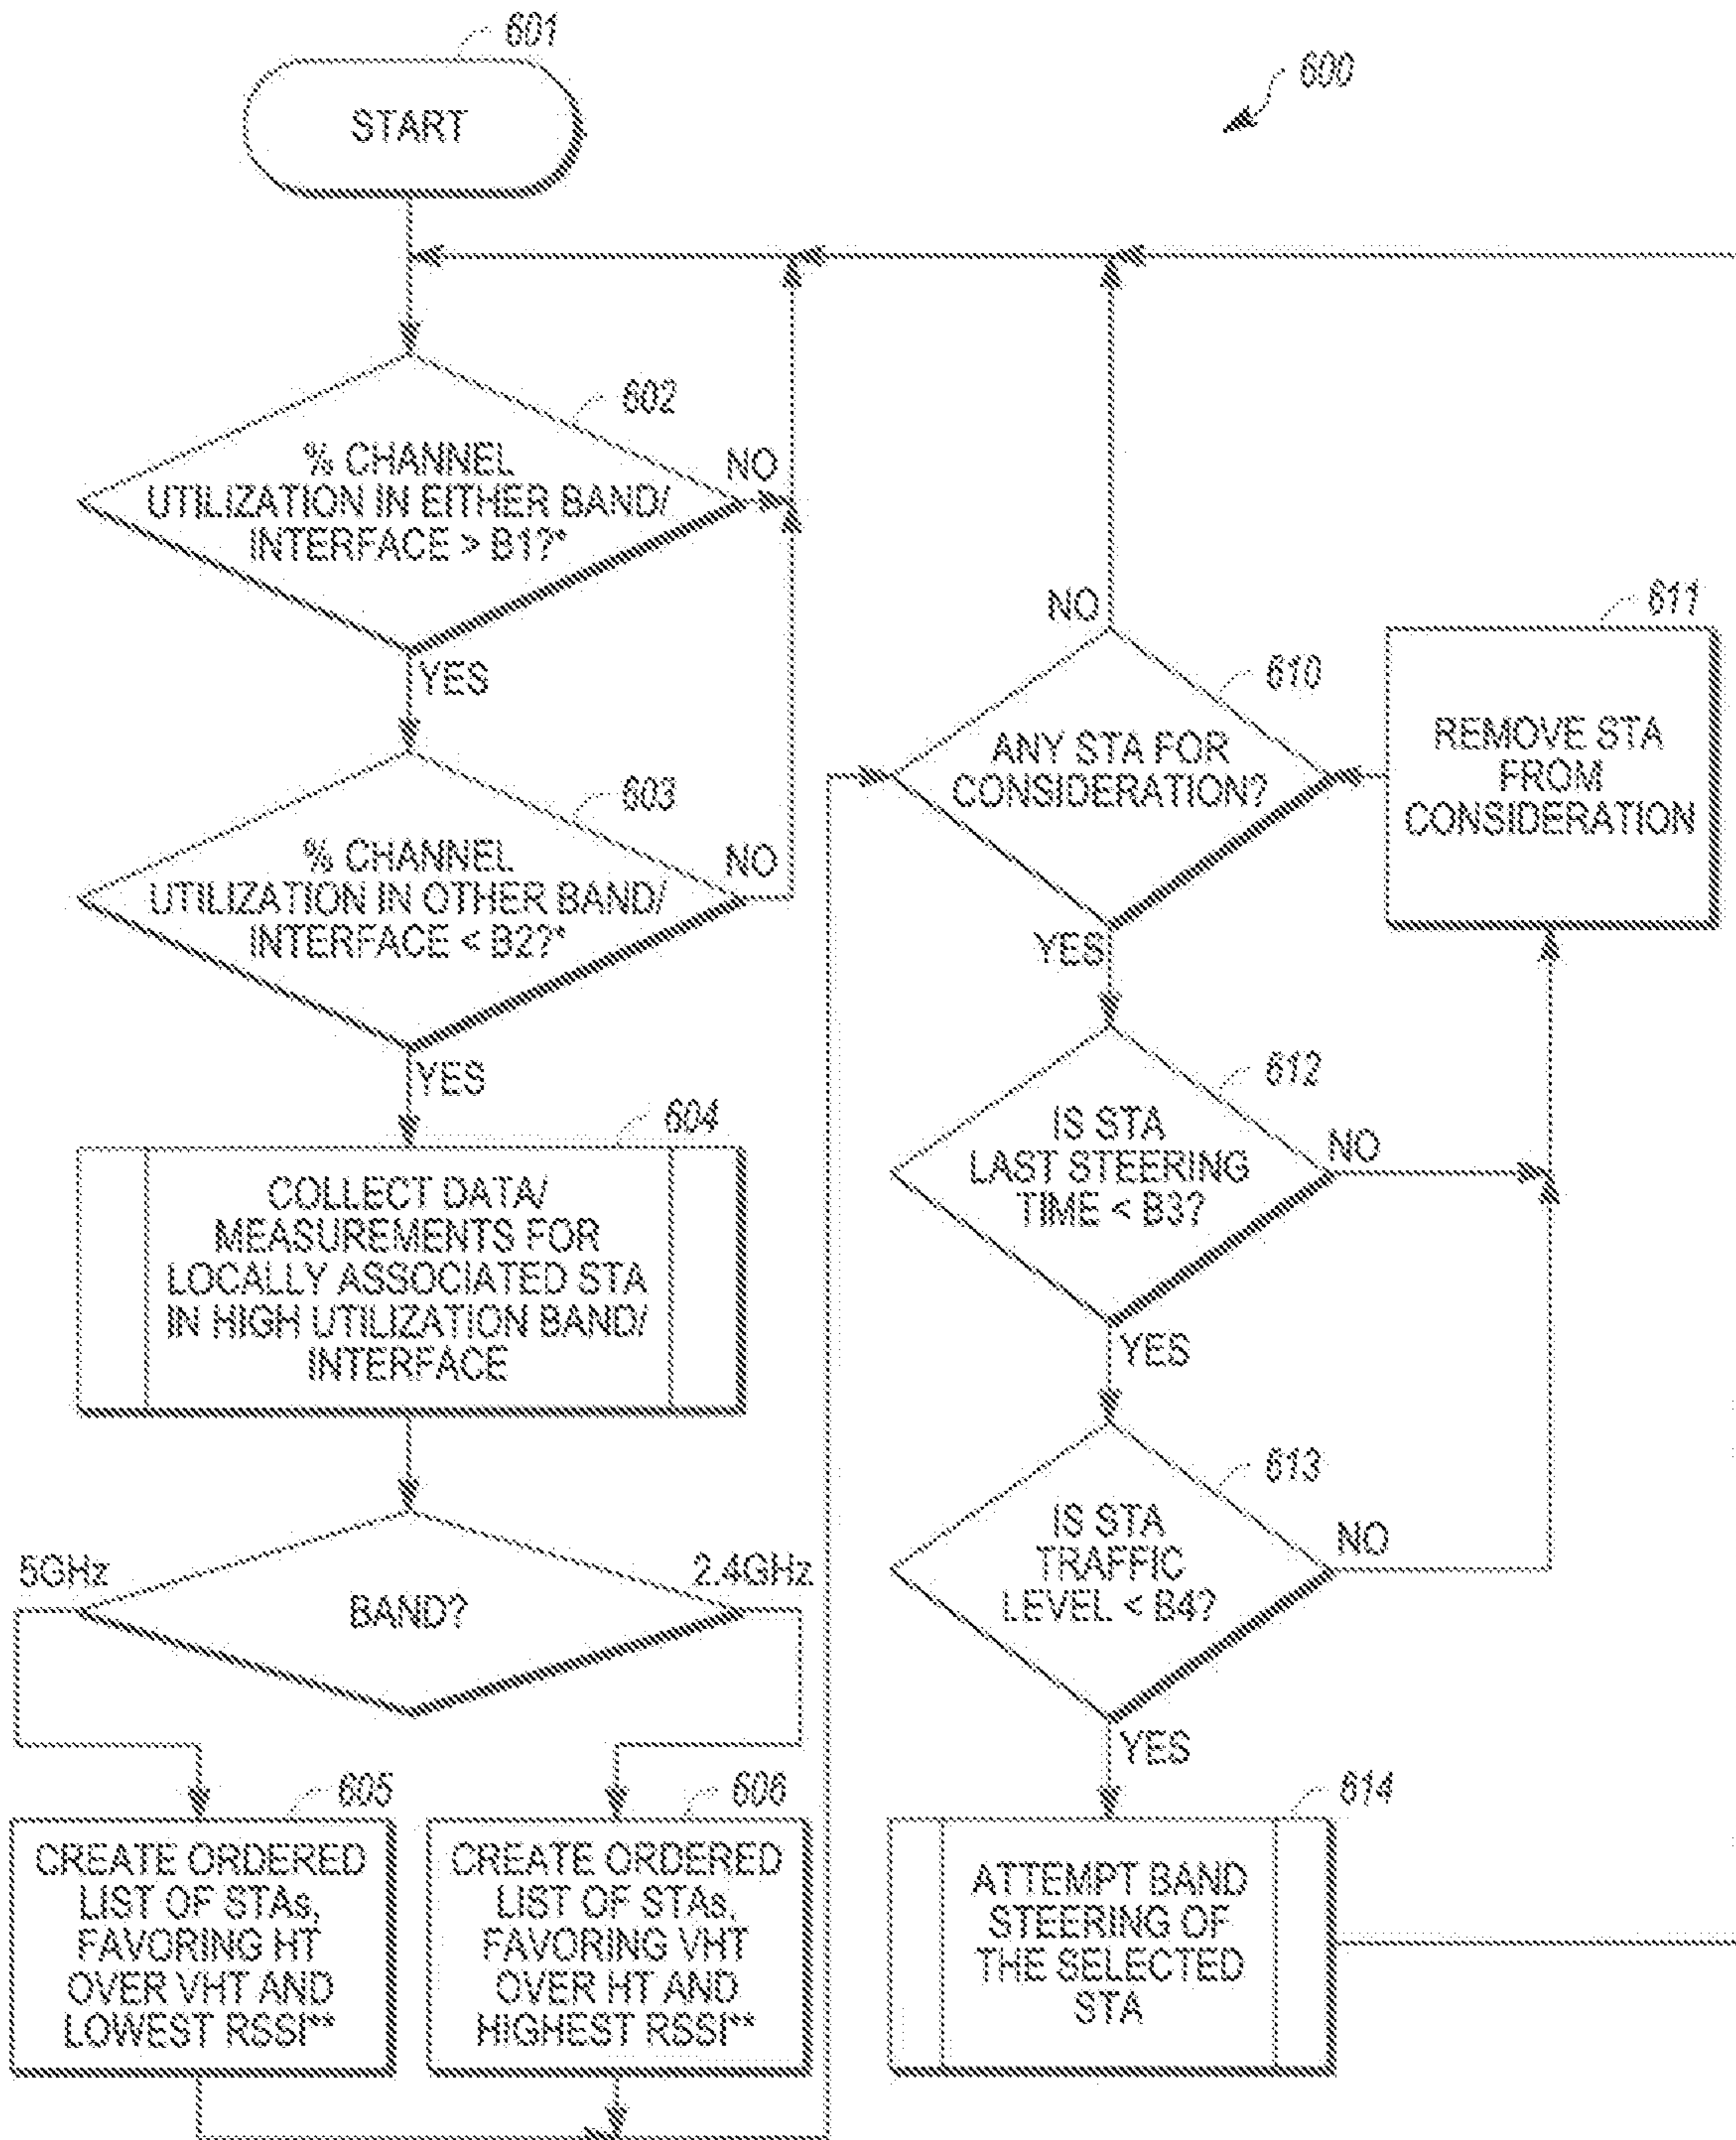 601
START
600
602
% CHANNEL
UTILIZATION IN EITHER BAND/
INTERFACE > B1?*
NO
YES
603
% CHANNEL
UTILIZATION IN OTHER BAND/
INTERFACE < B2?*
NO
YES
604
COLLECT DATA/
MEASUREMENTS FOR
LOCALLY ASSOCIATED STA
IN HIGH UTILIZATION BAND/
INTERFACE
5GHz
BAND?
2.4GHz
605
CREATE ORDERED
LIST OF STAs,
FAVORING HT
OVER VHT AND
LOWEST RSSI**
606
CREATE ORDERED
LIST OF STAs,
FAVORING VHT
OVER HT AND
HIGHEST RSSI**
NO
610
ANY STA FOR
CONSIDERATION?
YES
611
REMOVE STA
FROM
CONSIDERATION
612
IS STA
LAST STEERING
TIME < B3?
NO
YES
613
IS STA
TRAFFIC
LEVEL < B4?
NO
YES
614
ATTEMPT BAND
STEERING OF
THE SELECTED
STA